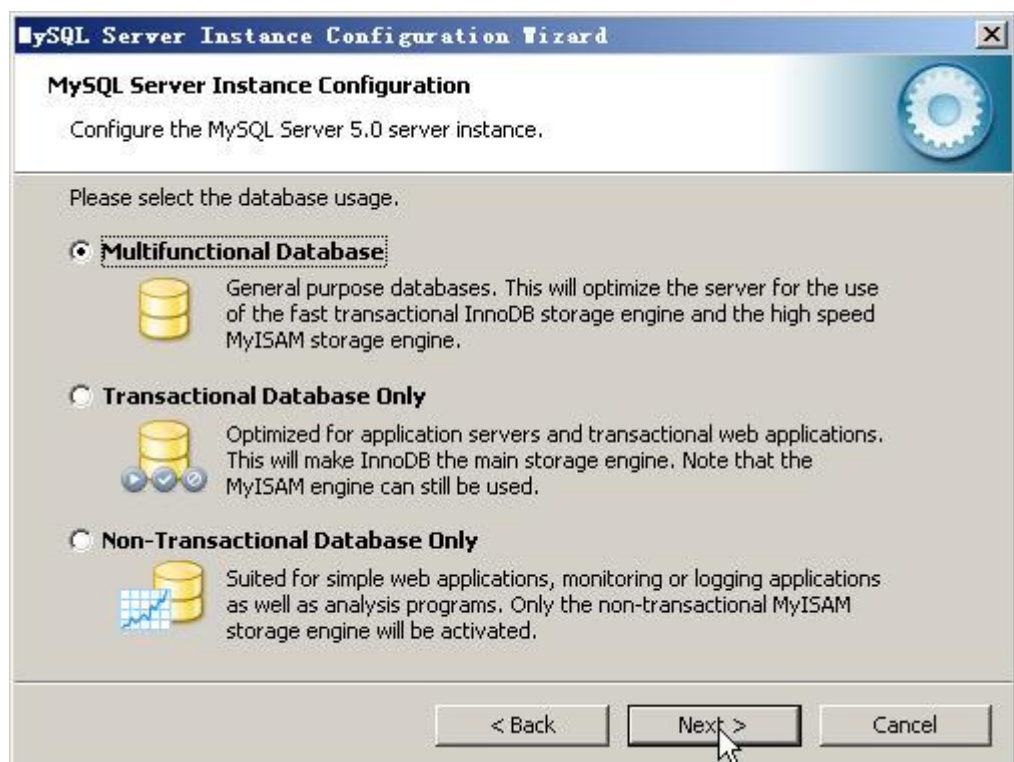 MySQL Server Instance Configuration Wizard
MySQL Server Instance Configuration
Configure the MySQL Server 5.0 server instance.
Please select the database usage.
Multifunctional Database
General purpose databases. This will optimize the server for the use
of the fast transactional InnoDB storage engine and the high speed
MyISAM storage engine.
Transactional Database Only
Optimized for application servers and transactional web applications.
This will make InnoDB the main storage engine. Note that the
MyISAM engine can still be used.
Non-Transactional Database Only
Suited for simple web applications, monitoring or logging applications
as well as analysis programs. Only the non-transactional MyISAM
storage engine will be activated.
< Back
Next >
Cancel